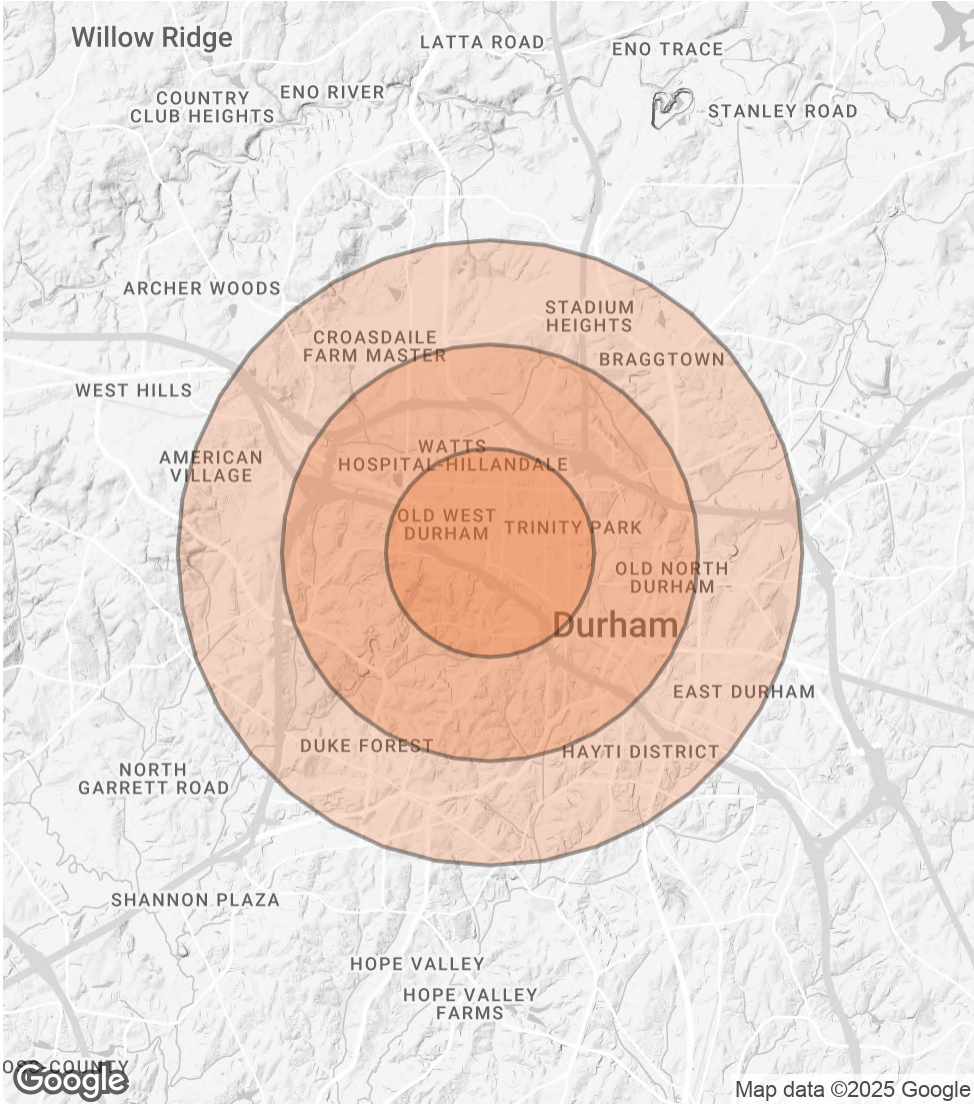 Willow Ridge
LATTA ROAD
ENO TRACE
COUNTRY
CLUB HEIGHTS
ENO RIVER
STANLEY ROAD
ARCHER WOODS
STADIUM
HEIGHTS
CROASDAILE
FARM MASTER
BRAGGTOWN
WEST HILLS
AMERICAN
VILLAGE
WATTS
HOSPITAL-HILLANDALE
OLD WEST
DURHAM
TRINITY PARK
OLD NORTH
DURHAM
Durham
EAST DURHAM
DUKE FOREST
HAYTI DISTRICT
NORTH
GARRETT ROAD
SHANNON PLAZA
HOPE VALLEY
HOPE VALLEY
FARMS
COUNTY
Google
Map data ©2025 Google